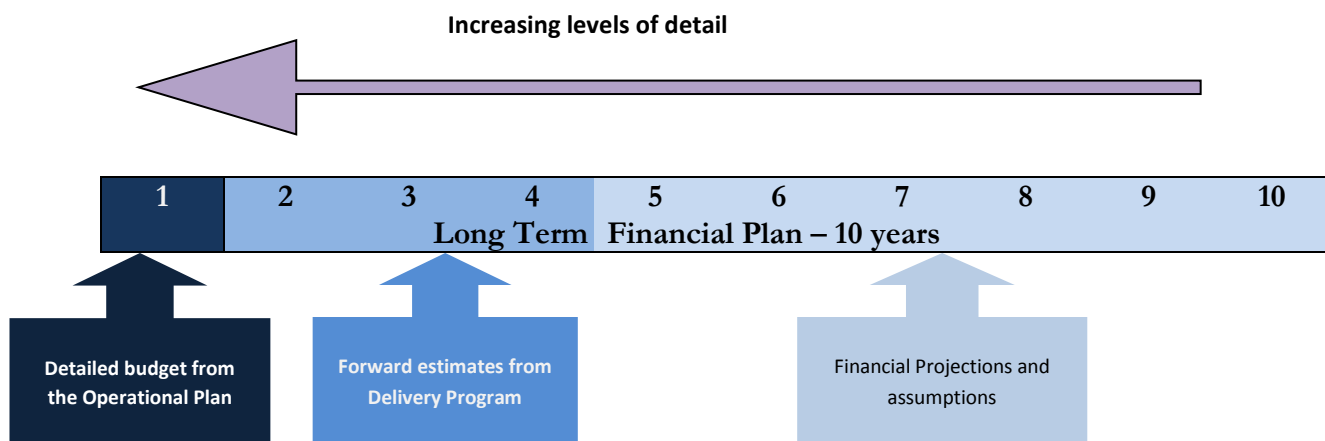 Increasing levels of detail
1 2 3 4 5 6 7 8 9 10
Long Term Financial Plan – 10 years
Detailed budget from
the Operational Plan
Forward estimates from
Delivery Program
Financial Projections and
assumptions